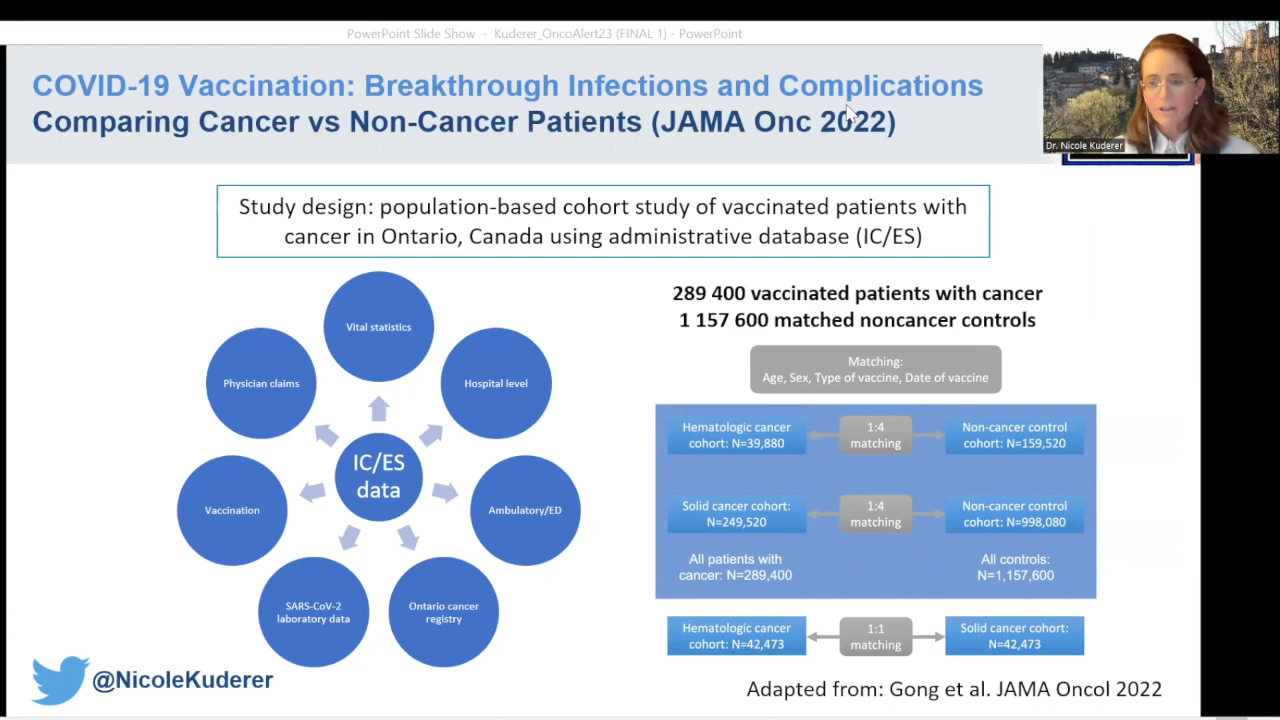 PowerPoint Slide Show - Kuderer_OncoAlert23 (FINAL 1) - PowerPoint
COVID-19 Vaccination: Breakthrough Infections and Complications
Comparing Cancer vs Non-Cancer Patients (JAMA Onc 2022)
Dr. Nicole Kuderer
Study design: population-based cohort study of vaccinated patients with
cancer in Ontario, Canada using administrative database (IC/ES)
Vital statistics
Physician claims
Hospital level
IC/ES
data
Vaccination
Ambulatory/ED
SARS-CoV-2
laboratory data
Ontario cancer
registry
289 400 vaccinated patients with cancer
1 157 600 matched noncancer controls
Matching:
Age, Sex, Type of vaccine, Date of vaccine
Hematologic cancer
cohort: N=39,880
1:4
matching
Non-cancer control
cohort: N=159,520
Solid cancer cohort:
N=249,520
1:4
matching
Non-cancer control
cohort: N=998,080
All patients with
cancer: N=289,400
All controls:
N=1,157,600
Hematologic cancer
cohort: N=42,473
1:1
matching
Solid cancer cohort:
N=42,473
@NicoleKuderer
Adapted from: Gong et al. JAMA Oncol 2022